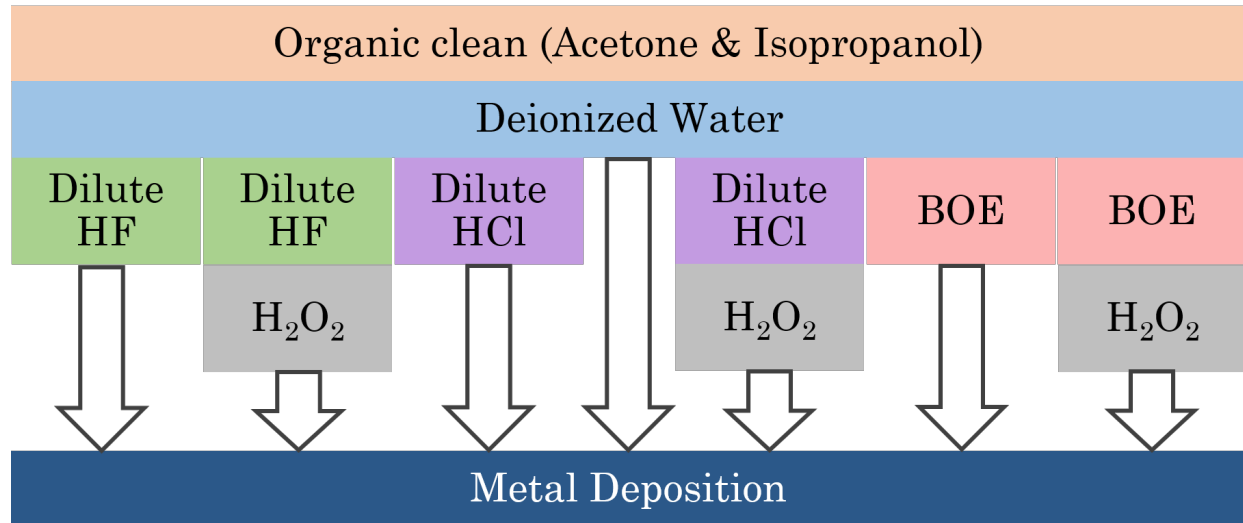 Organic clean (Acetone & Isopropanol)
Deionized Water
Dilute
HF
Dilute
HF
Dilute
HCl
Dilute
HCl
BOE
BOE
H₂O₂
H₂O₂
H₂O₂
Metal Deposition